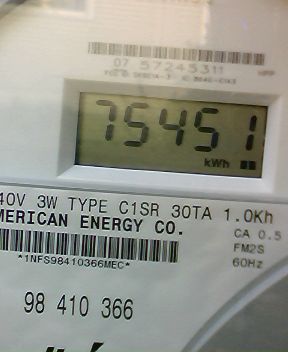 07 57245311
75451
kWh
40V 3W TYPE C1SR 30TA 1.0Kh
MERICAN ENERGY CO.
CA 0.5
FM2S
60Hz
*1NFS98410366MEC*
98 410 366